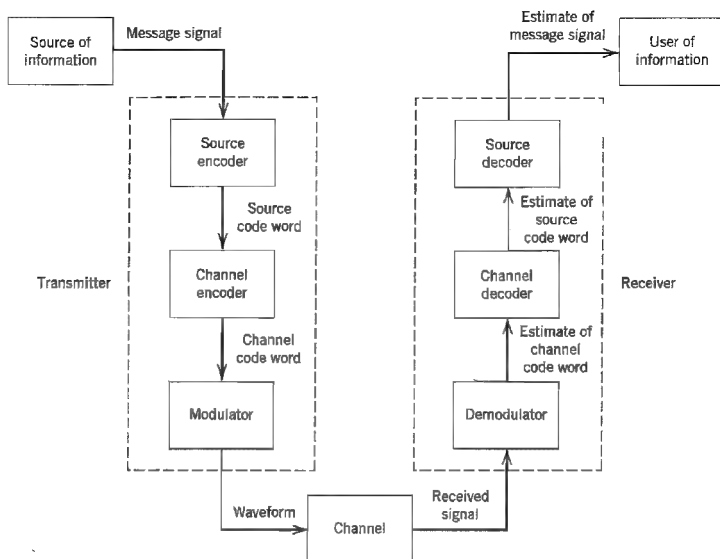 Source of
information
Message signal
Source
encoder
Source
code word
Transmitter
Channel
encoder
Channel
code word
Modulator
Waveform
Channel
Received
signal
Demodulator
Estimate of
channel
code word
Channel
decoder
Receiver
Estimate of
source
code word
Source
decoder
Estimate of
message signal
User of
information